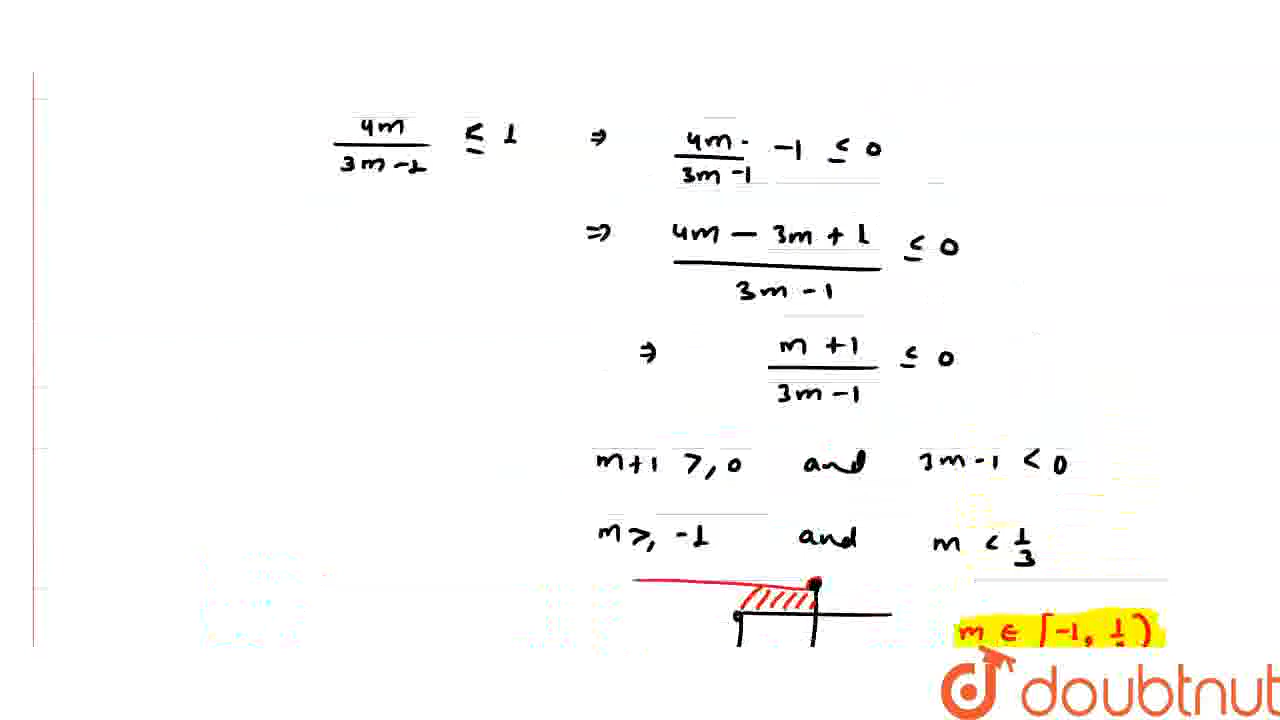 4m/(3m-1) ≤ 1 ⇒ 4m/(3m-1) -1 ≤ 0
⇒ (4m - 3m + 1)/(3m-1) ≤ 0
⇒ (m+1)/(3m-1) ≤ 0
m+1 ≥ 0 and 3m-1 < 0
m ≥ -1 and m < 1/3
m ∈ [-1, 1/
doubtnut